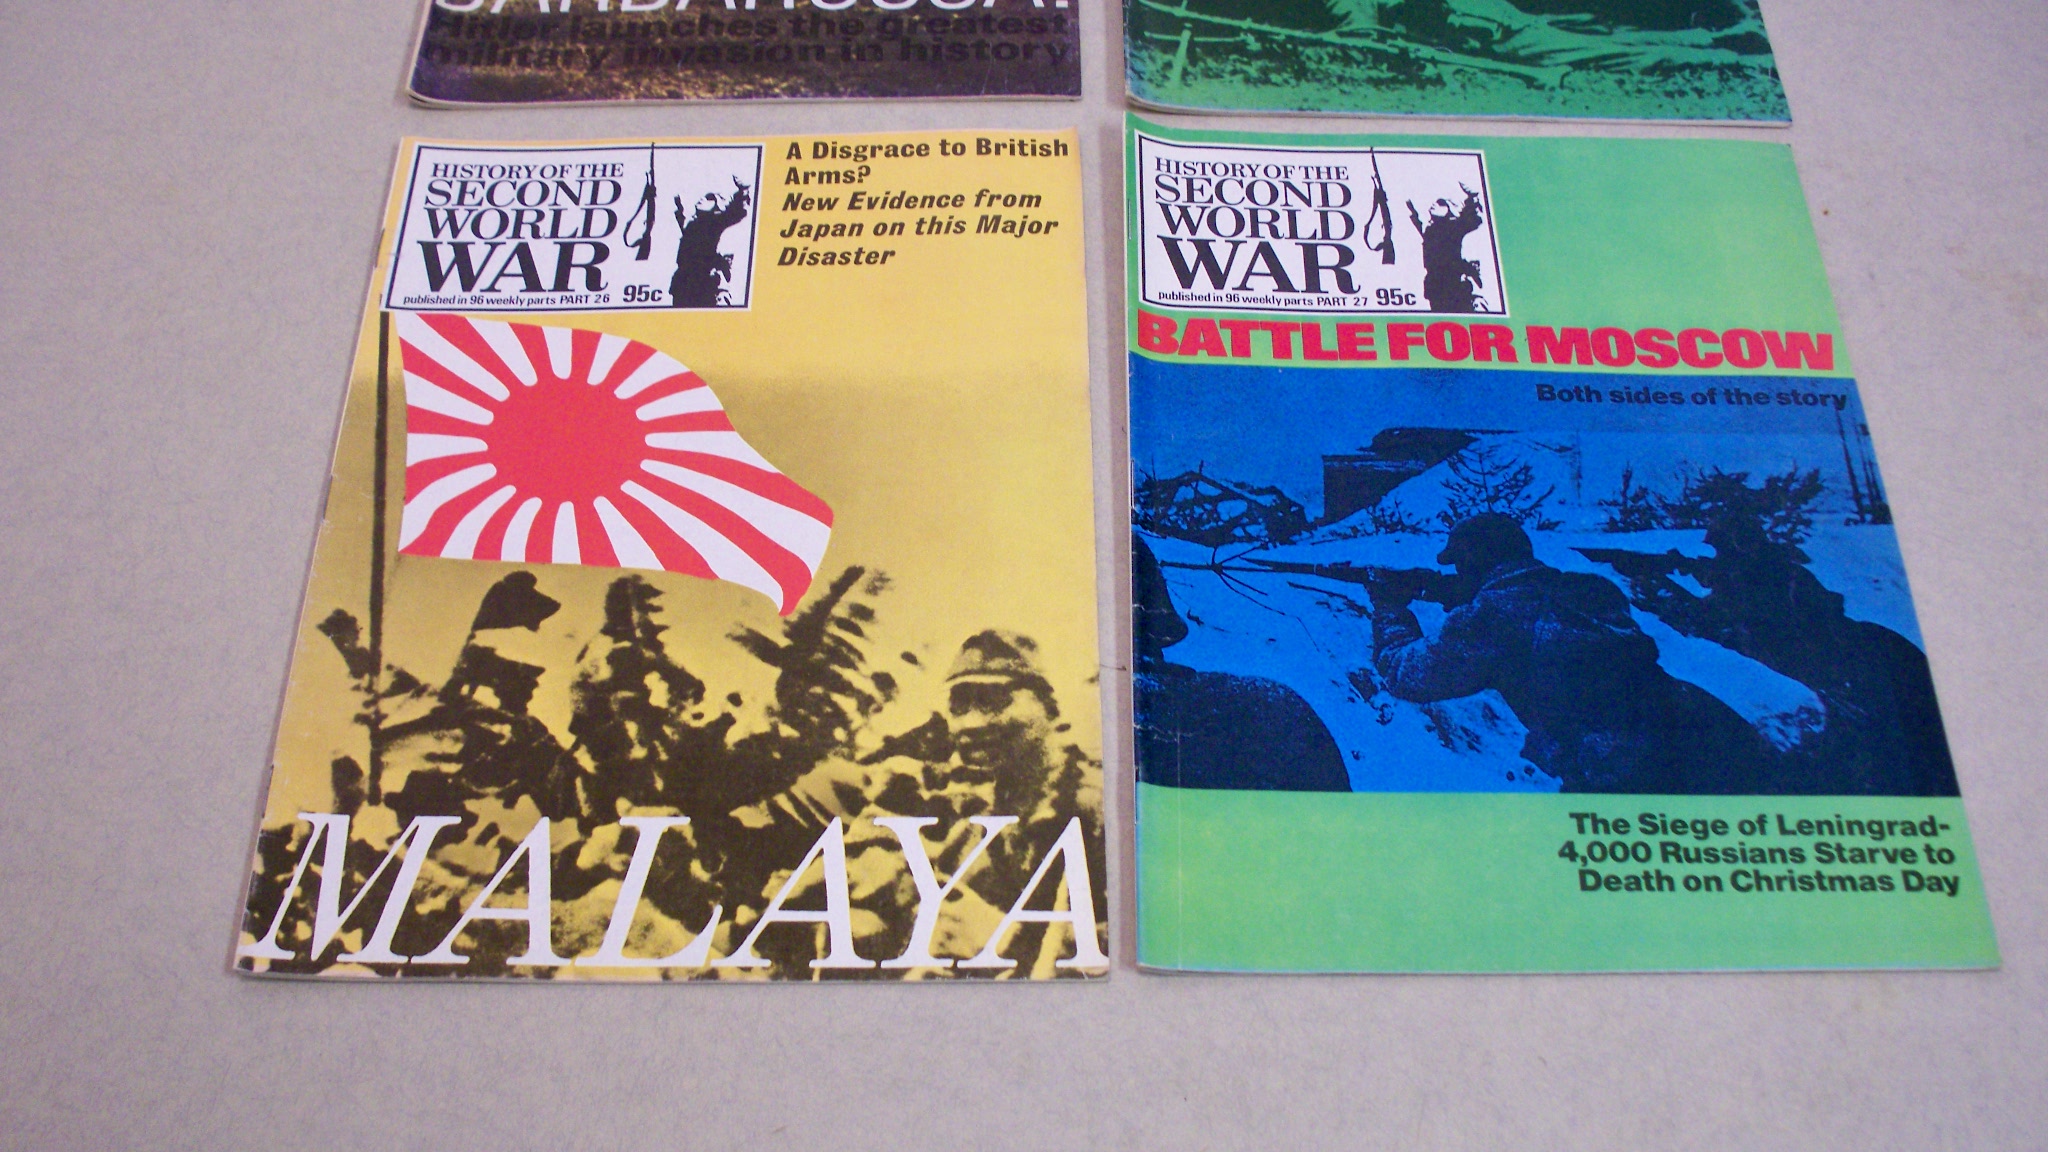 BARBAROSSA!
Hitler launches the greatest
military invasion in history
HISTORY OF THE
SECOND
WORLD
WAR
published in 96 weekly parts PART 26 95c
A Disgrace to British
Arms?
New Evidence from
Japan on this Major
Disaster
MALAYA
HISTORY OF THE
SECOND
WORLD
WAR
published in 96 weekly parts PART 27 95c
BATTLE FOR MOSCOW
Both sides of the story
The Siege of Leningrad-
4,000 Russians Starve to
Death on Christmas Day